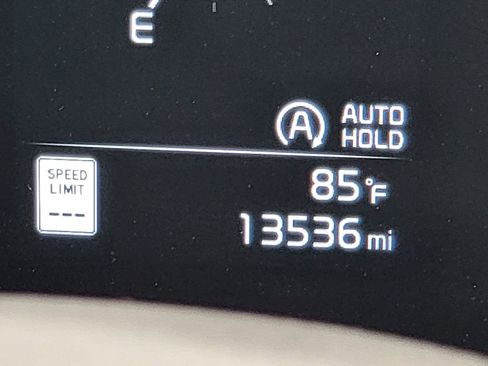 E
A AUTO
HOLD
SPEED
LIMIT
---
85°F
13536 mi